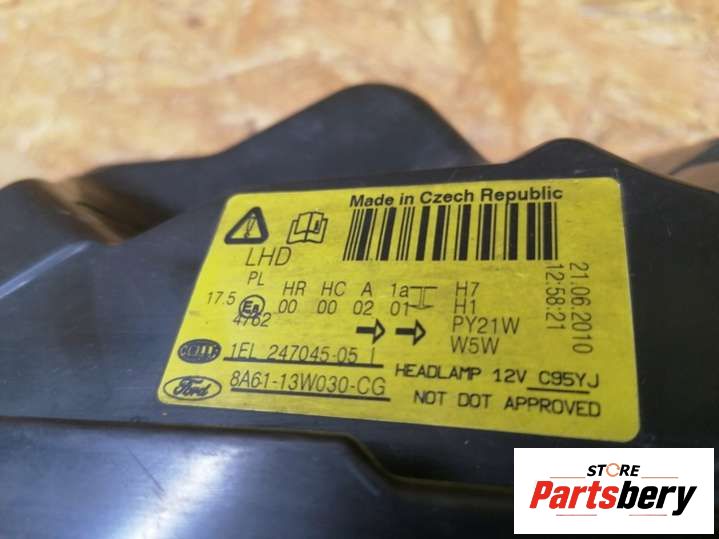 Made in Czech Republic
21.06.2010
12:58:21
LHD
PL HR HC A 1a H7
17.5 00 00 02 01 H1
4762 PY21W
W5W
HELLA 1EL 247045-05 I
HEADLAMP 12V C95YJ
Ford 8A61-13W030-CG
NOT DOT APPROVED
STORE
Partsbery